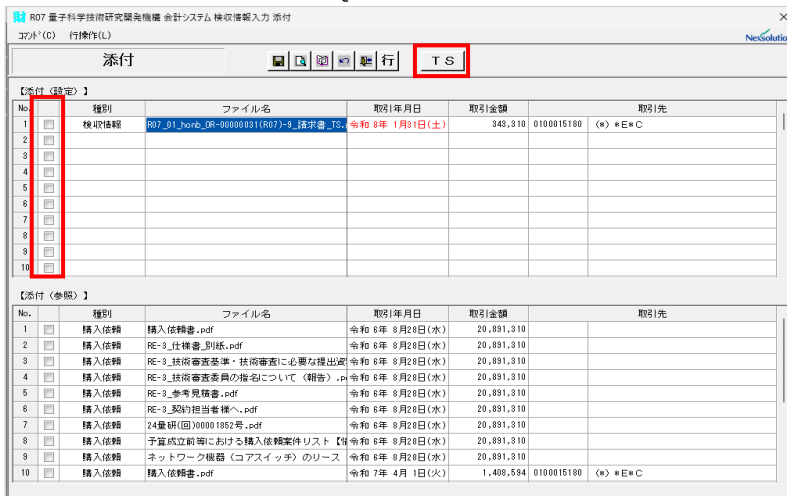 R07 量子科学技術研究開発機構 会計システム 検収情報入力 添付
コマンド(C) 行操作(L)
Nexsolutio
添付 行 TS
【添付(設定)】
No. 種別 ファイル名 取引年月日 取引金額 取引先
1 検収情報 R07_01_honb_OR-00000031(R07)-9_請求書_TS. 令和 8年 1月31日(土) 343,310 0100015180 (*) *E*C
2
3
4
5
6
7
8
9
10
【添付(参照)】
No. 種別 ファイル名 取引年月日 取引金額 取引先
1 購入依頼 購入依頼書.pdf 令和 6年 8月28日(水) 20,891,310
2 購入依頼 RE-3_仕様書_別紙.pdf 令和 6年 8月28日(水) 20,891,310
3 購入依頼 RE-3_技術審査基準・技術審査に必要な提出資 令和 6年 8月28日(水) 20,891,310
4 購入依頼 RE-3_技術審査委員の指名について(報告).p 令和 6年 8月28日(水) 20,891,310
5 購入依頼 RE-3_参考見積書.pdf 令和 6年 8月28日(水) 20,891,310
6 購入依頼 RE-3_契約担当者様へ.pdf 令和 6年 8月28日(水) 20,891,310
7 購入依頼 24量研(回)00001852号.pdf 令和 6年 8月28日(水) 20,891,310
8 購入依頼 予算成立前等における購入依頼案件リスト【 令和 6年 8月28日(水) 20,891,310
9 購入依頼 ネットワーク機器(コアスイッチ)のリース 令和 6年 8月28日(水) 20,891,310
10 購入依頼 購入依頼書.pdf 令和 7年 4月 1日(火) 1,408,594 0100015180 (*) *E*C